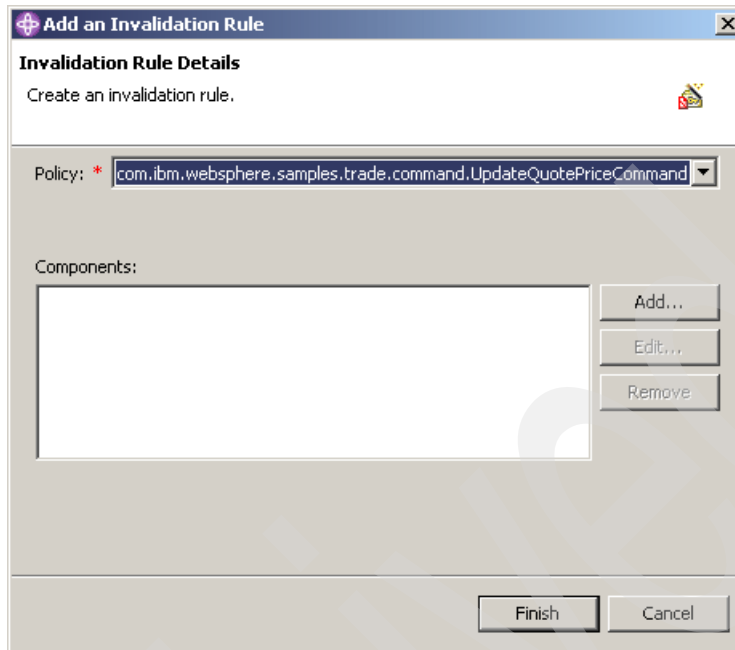 Add an Invalidation Rule
Invalidation Rule Details
Create an invalidation rule.
Policy: * com.ibm.websphere.samples.trade.command.UpdateQuotePriceCommand
Components:
Add...
Edit...
Remove
Finish
Cancel